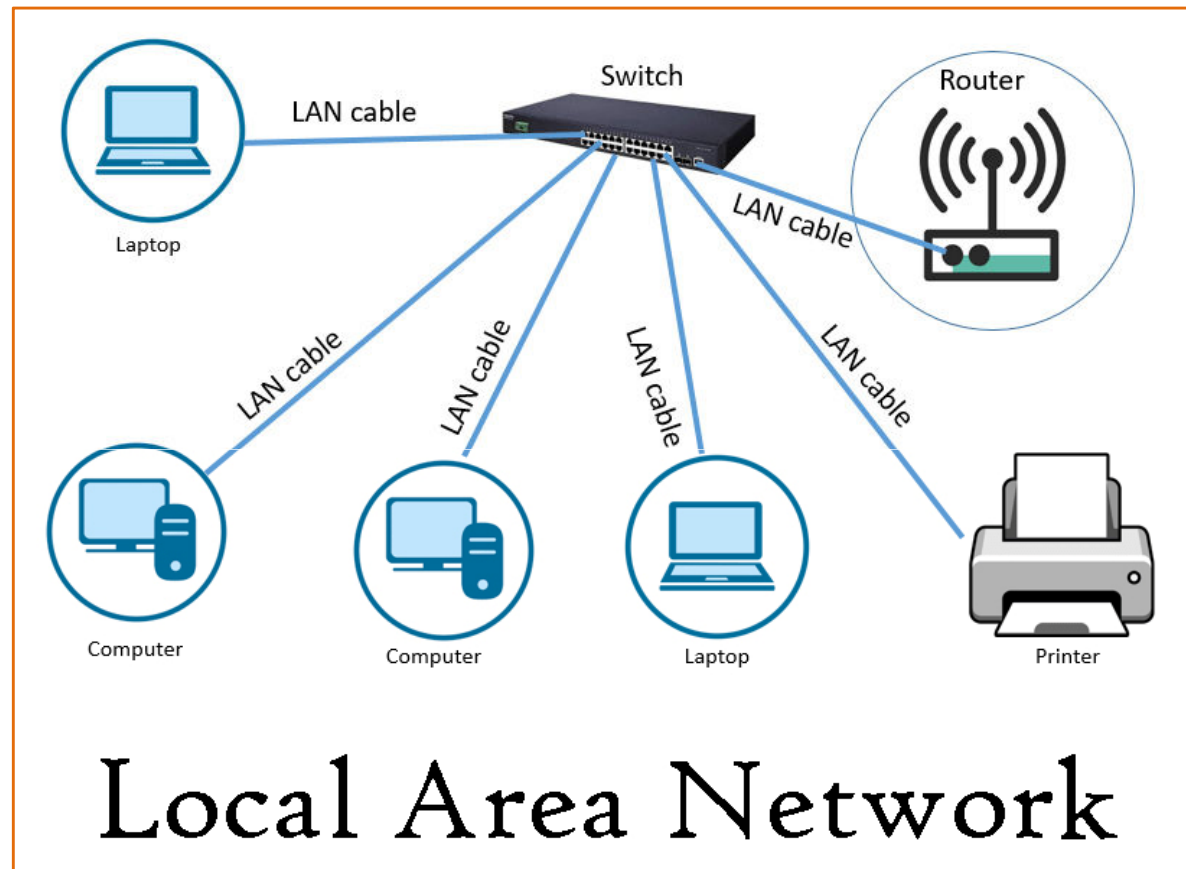 Switch
Router
LAN cable
Laptop
LAN cable
LAN cable
LAN cable
LAN cable
LAN cable
Computer
Computer
Laptop
Printer
Local Area Network